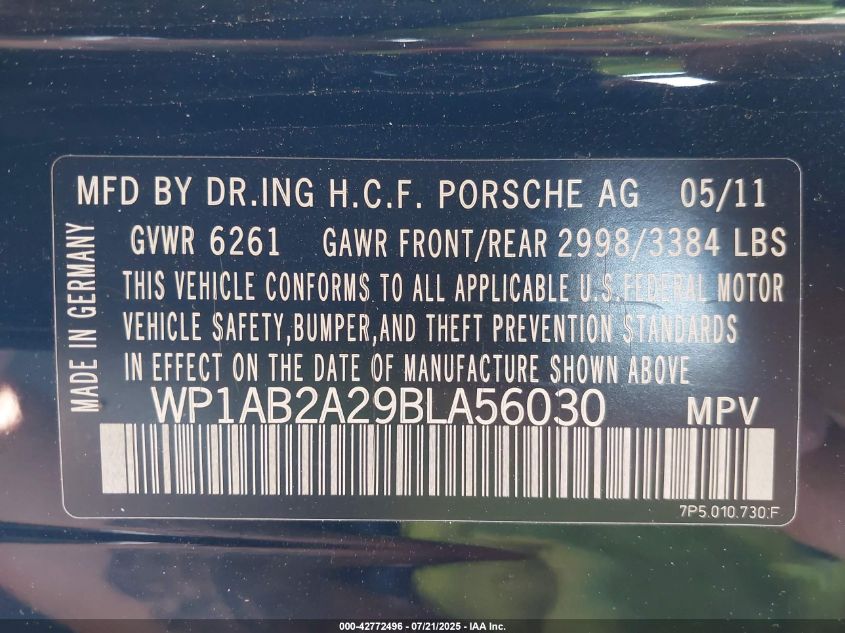 MFD BY DR.ING H.C.F. PORSCHE AG 05/11
GVWR 6261 GAWR FRONT/REAR 2998/3384 LBS
THIS VEHICLE CONFORMS TO ALL APPLICABLE U.S.FEDERAL MOTOR
VEHICLE SAFETY,BUMPER,AND THEFT PREVENTION STANDARDS
IN EFFECT ON THE DATE OF MANUFACTURE SHOWN ABOVE
MADE IN GERMANY
WP1AB2A29BLA56030 MPV
7P5.010.730.F
000-42772496 - 07/21/2025 - IAA Inc.